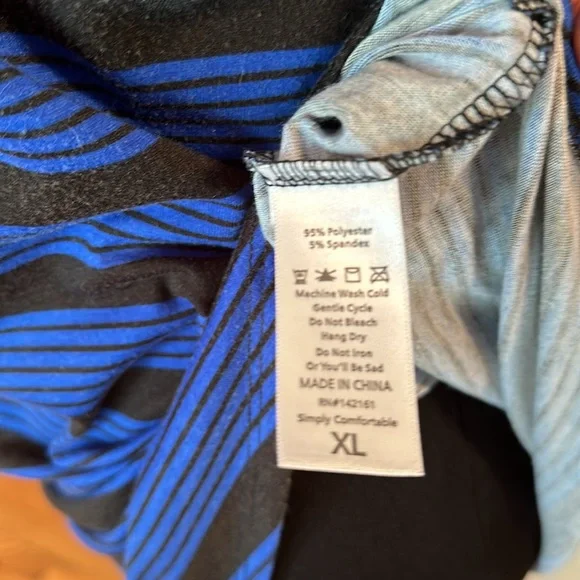 95% Polyester
5% Spandex
Machine Wash Cold
Gentle Cycle
Do Not Bleach
Hang Dry
Do Not Iron
Or You'll Be Sad
MADE IN CHINA
RN#142161
Simply Comfortable
XL